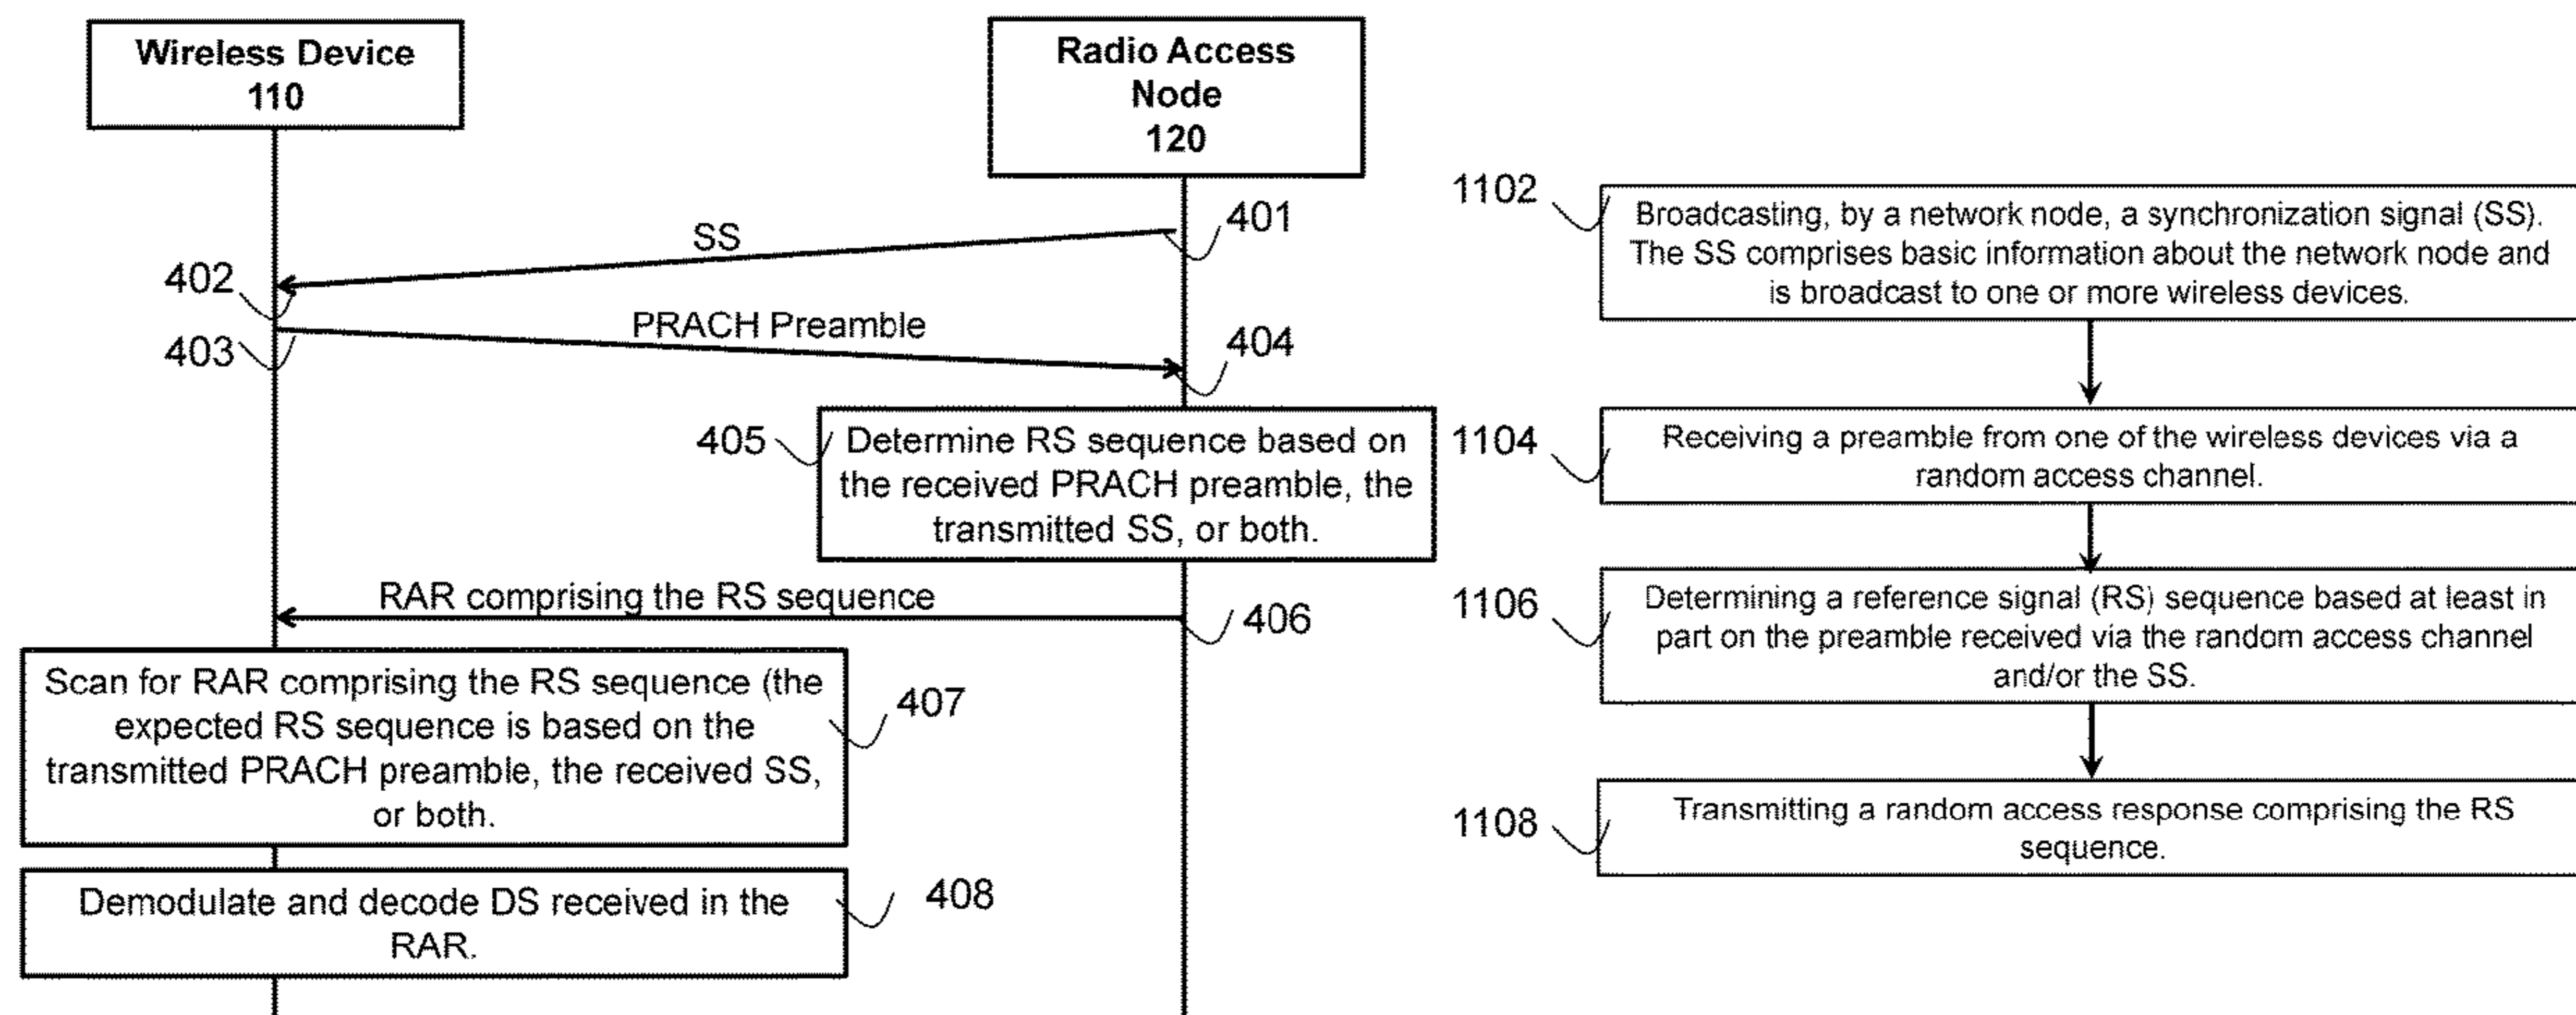 Wireless Device
110
Radio Access
Node
120
401
SS
402
PRACH Preamble
403
404
405
Determine RS sequence based on
the received PRACH preamble, the
transmitted SS, or both.
RAR comprising the RS sequence
406
Scan for RAR comprising the RS sequence (the
expected RS sequence is based on the
transmitted PRACH preamble, the received SS,
or both.
407
Demodulate and decode DS received in the
RAR.
408
1102
Broadcasting, by a network node, a synchronization signal (SS).
The SS comprises basic information about the network node and
is broadcast to one or more wireless devices.
1104
Receiving a preamble from one of the wireless devices via a
random access channel.
1106
Determining a reference signal (RS) sequence based at least in
part on the preamble received via the random access channel
and/or the SS.
1108
Transmitting a random access response comprising the RS
sequence.